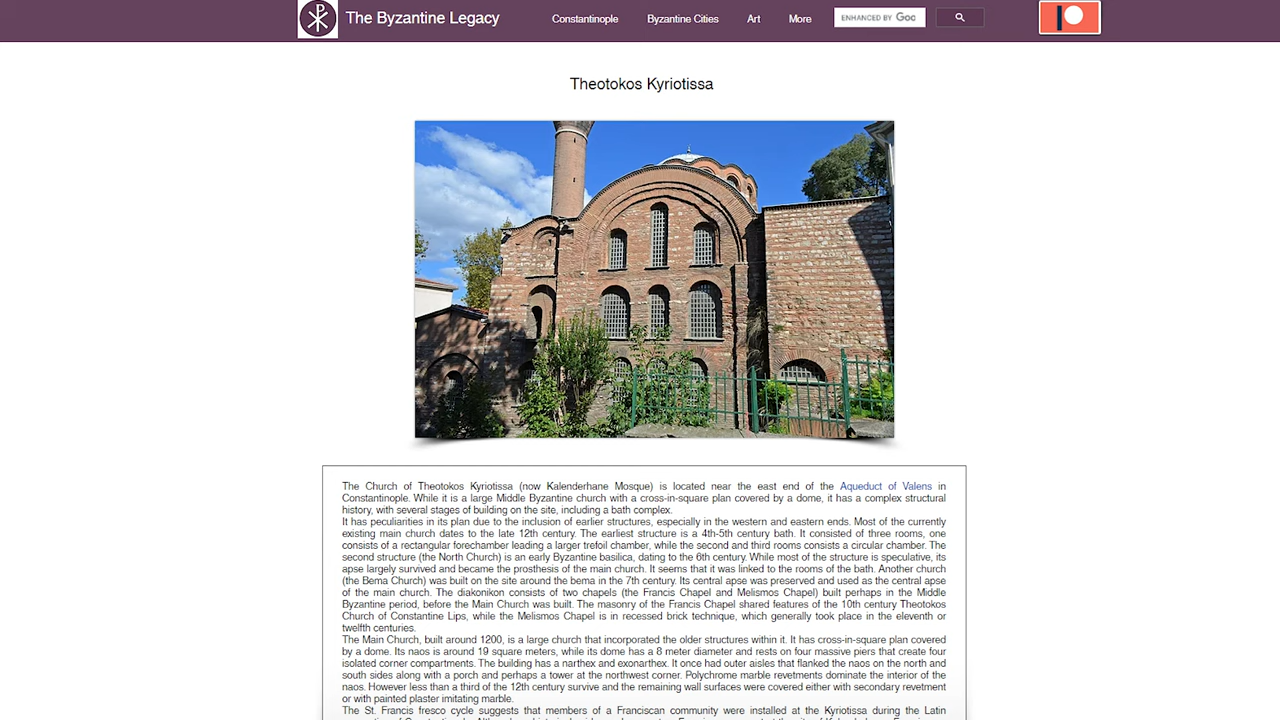 The Byzantine Legacy
Constantinople Byzantine Cities Art More
ENHANCED BY Goo
Theotokos Kyriotissa
The Church of Theotokos Kyriotissa (now Kalenderhane Mosque) is located near the east end of the Aqueduct of Valens in
Constantinople. While it is a large Middle Byzantine church with a cross-in-square plan covered by a dome, it has a complex structural
history, with several stages of building on the site, including a bath complex.
It has peculiarities in its plan due to the inclusion of earlier structures, especially in the western and eastern ends. Most of the currently
existing main church dates to the late 12th century. The earliest structure is a 4th-5th century bath. It consisted of three rooms, one
consists of a rectangular forechamber leading a larger trefoil chamber, while the second and third rooms consists a circular chamber. The
second structure (the North Church) is an early Byzantine basilica, dating to the 6th century. While most of the structure is speculative, its
apse largely survived and became the prosthesis of the main church. It seems that it was linked to the rooms of the bath. Another church
(the Bema Church) was built on the site around the bema in the 7th century. Its central apse was preserved and used as the central apse
of the main church. The diakonikon consists of two chapels (the Francis Chapel and Melismos Chapel) built perhaps in the Middle
Byzantine period, before the Main Church was built. The masonry of the Francis Chapel shared features of the 10th century Theotokos
Church of Constantine Lips, while the Melismos Chapel is in recessed brick technique, which generally took place in the eleventh or
twelfth centuries.
The Main Church, built around 1200, is a large church that incorporated the older structures within it. It has cross-in-square plan covered
by a dome. Its naos is around 19 square meters, while its dome has a 8 meter diameter and rests on four massive piers that create four
isolated corner compartments. The building has a narthex and exonarthex. It once had outer aisles that flanked the naos on the north and
south sides along with a porch and perhaps a tower at the northwest corner. Polychrome marble revetments dominate the interior of the
naos. However less than a third of the 12th century survive and the remaining wall surfaces were covered either with secondary revetment
or with painted plaster imitating marble.
The St. Francis fresco cycle suggests that members of a Franciscan community were installed at the Kyriotissa during the Latin